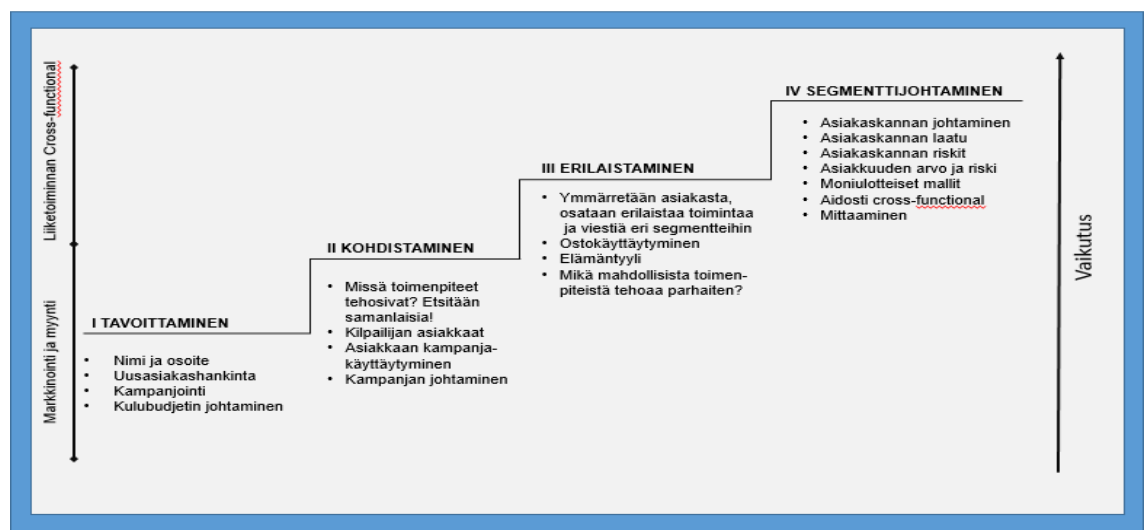 Liiketoiminnan Cross-functional
Markkinointi ja myynti
I TAVOITTAMINEN
• Nimi ja osoite
• Uusasiakashankinta
• Kampanjointi
• Kulubudjetin johtaminen
II KOHDISTAMINEN
• Missä toimenpiteet
tehosivat? Etsitään
samanlaisia!
• Kilpailijan asiakkaat
• Asiakkaan kampanja-
käyttäytyminen
• Kampanjan johtaminen
III ERILAISTAMINEN
• Ymmärretään asiakasta,
osataan erilaistaa toimintaa
ja viestiä eri segmentteihin
• Ostokäyttäytyminen
• Elämäntyyli
• Mikä mahdollisista toimen-
piteistä tehoaa parhaiten?
IV SEGMENTTIJOHTAMINEN
• Asiakaskannan johtaminen
• Asiakaskannan laatu
• Asiakaskannan riskit
• Asiakkuuden arvo ja riski
• Moniulotteiset mallit
• Aidosti cross-functional
• Mittaaminen
Vaikutus